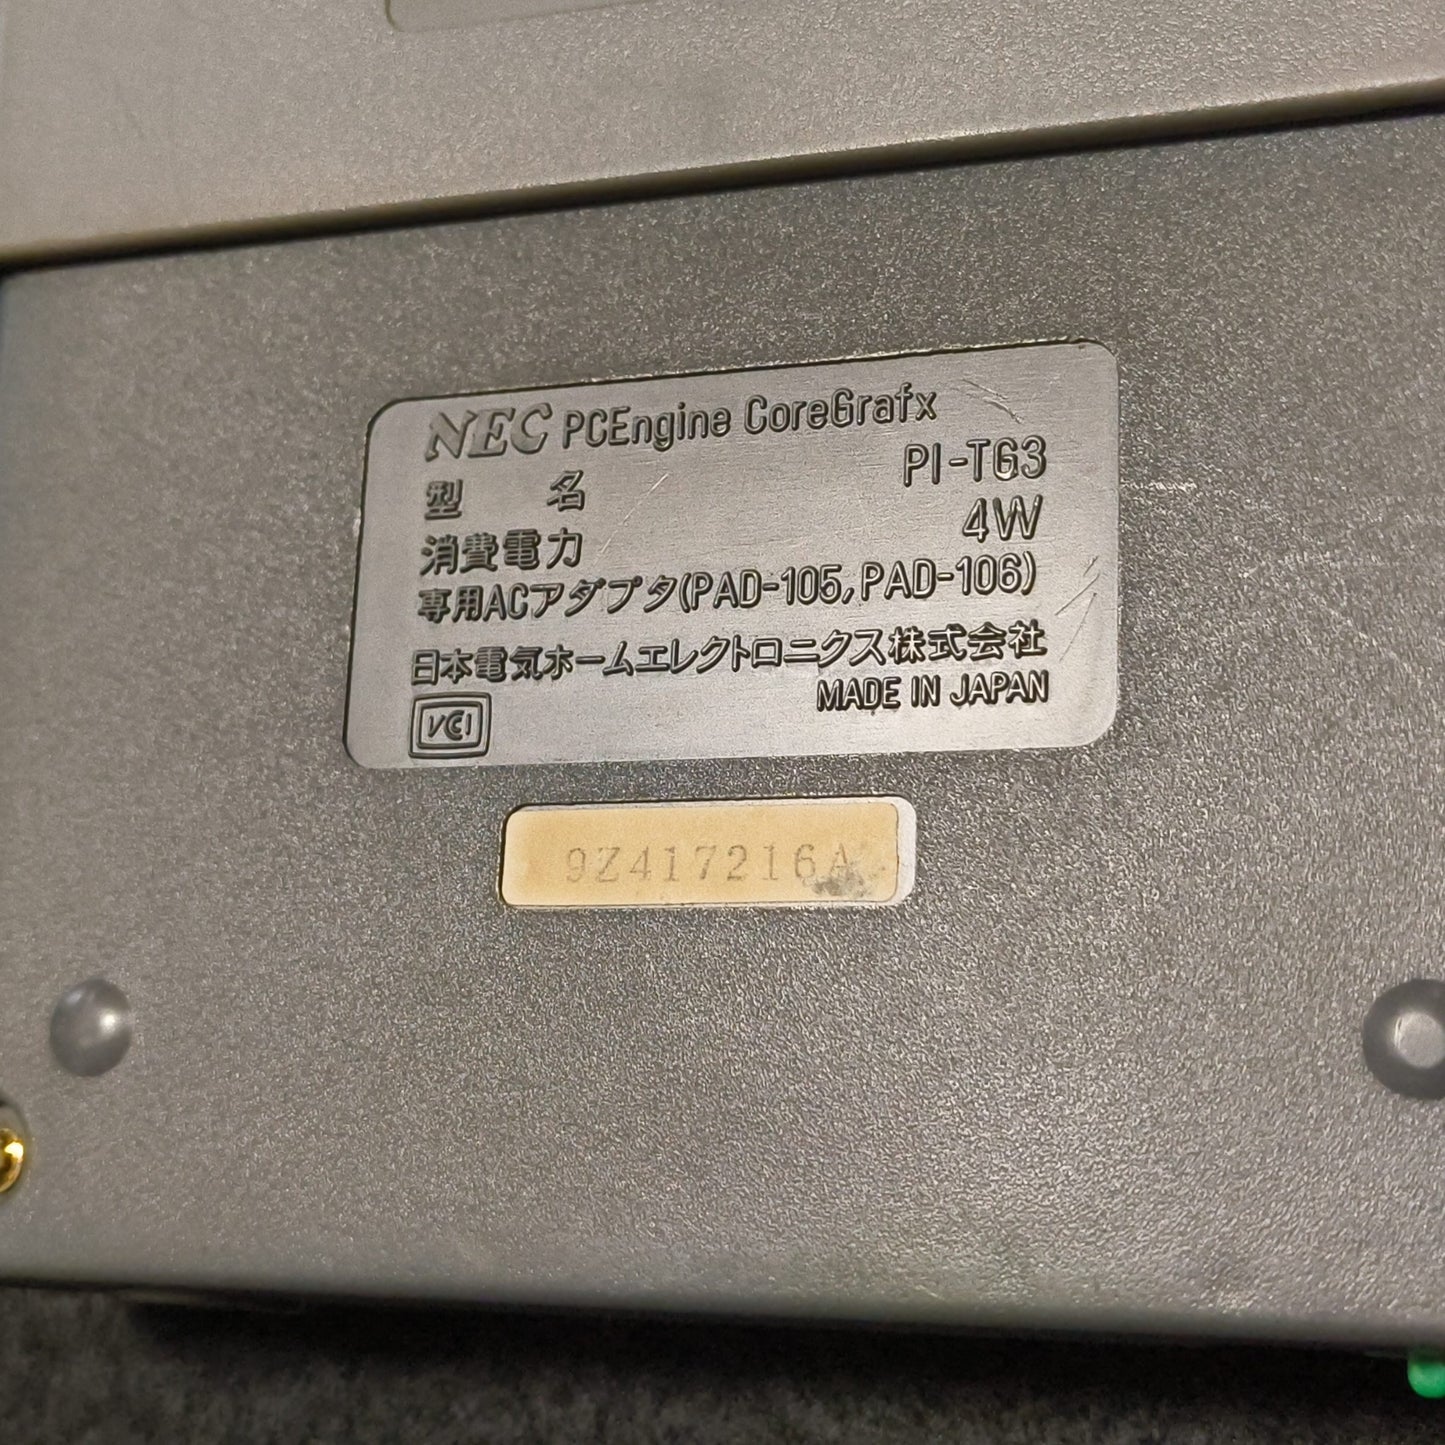 NEC PCEngine CoreGrafx
型名 PI-TG3
消費電力 4W
専用ACアダプタ(PAD-105,PAD-106)
日本電気ホームエレクトロニクス株式会社
MADE IN JAPAN
VCI
9Z417216A